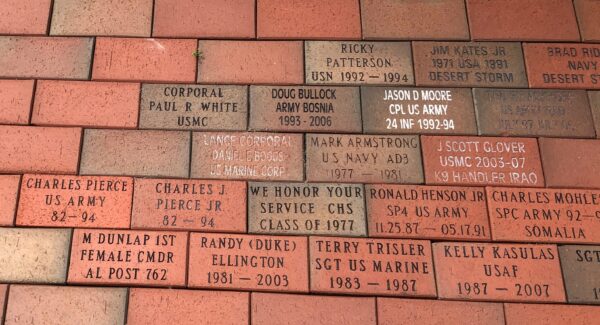 RICKY
PATTERSON
USN 1992 — 1994
JIM KATES JR
1971 USA 1991
DESERT STORM
BRAD
NAVY
DESERT
CORPORAL
PAUL R WHITE
USMC
DOUG BULLOCK
ARMY BOSNIA
1993 - 2006
JASON D MOORE
CPL US ARMY
24 INF 1992-94
LANCE CORPORAL
DANIEL E BOGGS
US MARINE CORP
MARK ARMSTRONG
US NAVY AD3
1977 — 1981
J SCOTT GLOVER
USMC 2003-07
K9 HANDLER IRAQ
CHARLES PIERCE
US ARMY
82 — 94
CHARLES J
PIERCE JR
82 — 94
WE HONOR YOUR
SERVICE CHS
CLASS OF 1977
RONALD HENSON JR
SP4 US ARMY
11.25.87 — 05.17.91
CHARLES
SPC ARMY
SOMALIA
M DUNLAP 1ST
FEMALE CMDR
AL POST 762
RANDY (DUKE)
ELLINGTON
1981 — 2003
TERRY TRISLER
SGT US MARINE
1983 — 1987
KELLY KASULAS
USAF
1987 — 2007